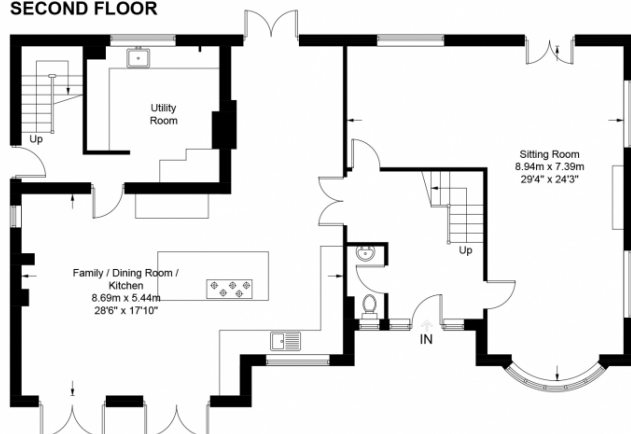 SECOND FLOOR
Up
Utility
Room
Sitting Room
8.94m x 7.39m
29'4" x 24'3"
Up
Family / Dining Room /
Kitchen
8.69m x 5.44m
28'6" x 17'10"
IN